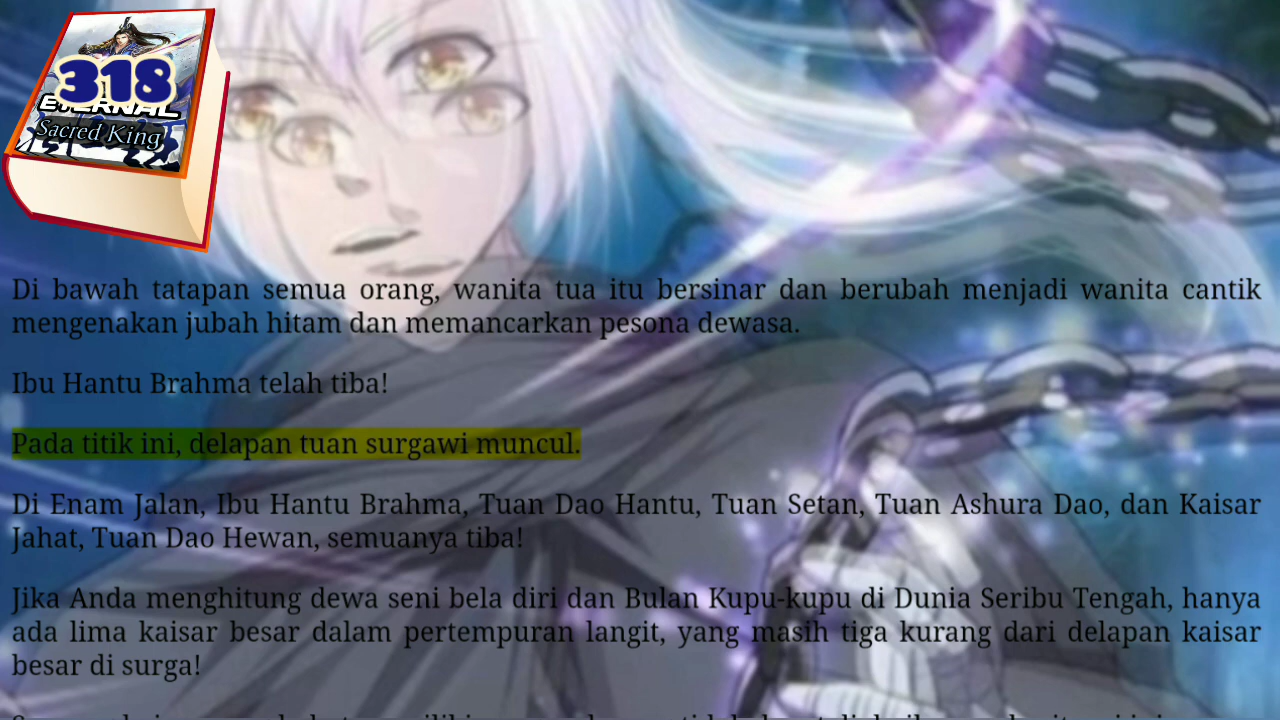 318
ETERNAL
Sacred King
Di bawah tatapan semua orang, wanita tua itu bersinar dan berubah menjadi wanita cantik
mengenakan jubah hitam dan memancarkan pesona dewasa.
Ibu Hantu Brahma telah tiba!
Pada titik ini, delapan tuan surgawi muncul.
Di Enam Jalan, Ibu Hantu Brahma, Tuan Dao Hantu, Tuan Setan, Tuan Ashura Dao, dan Kaisar
Jahat, Tuan Dao Hewan, semuanya tiba!
Jika Anda menghitung dewa seni bela diri dan Bulan Kupu-kupu di Dunia Seribu Tengah, hanya
ada lima kaisar besar dalam pertempuran langit, yang masih tiga kurang dari delapan kaisar
besar di surga!